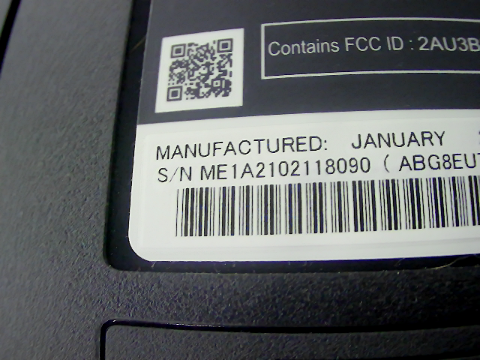 Contains FCC ID : 2AU3B
MANUFACTURED: JANUARY
S/N ME1A2102118090 ( ABG8EU